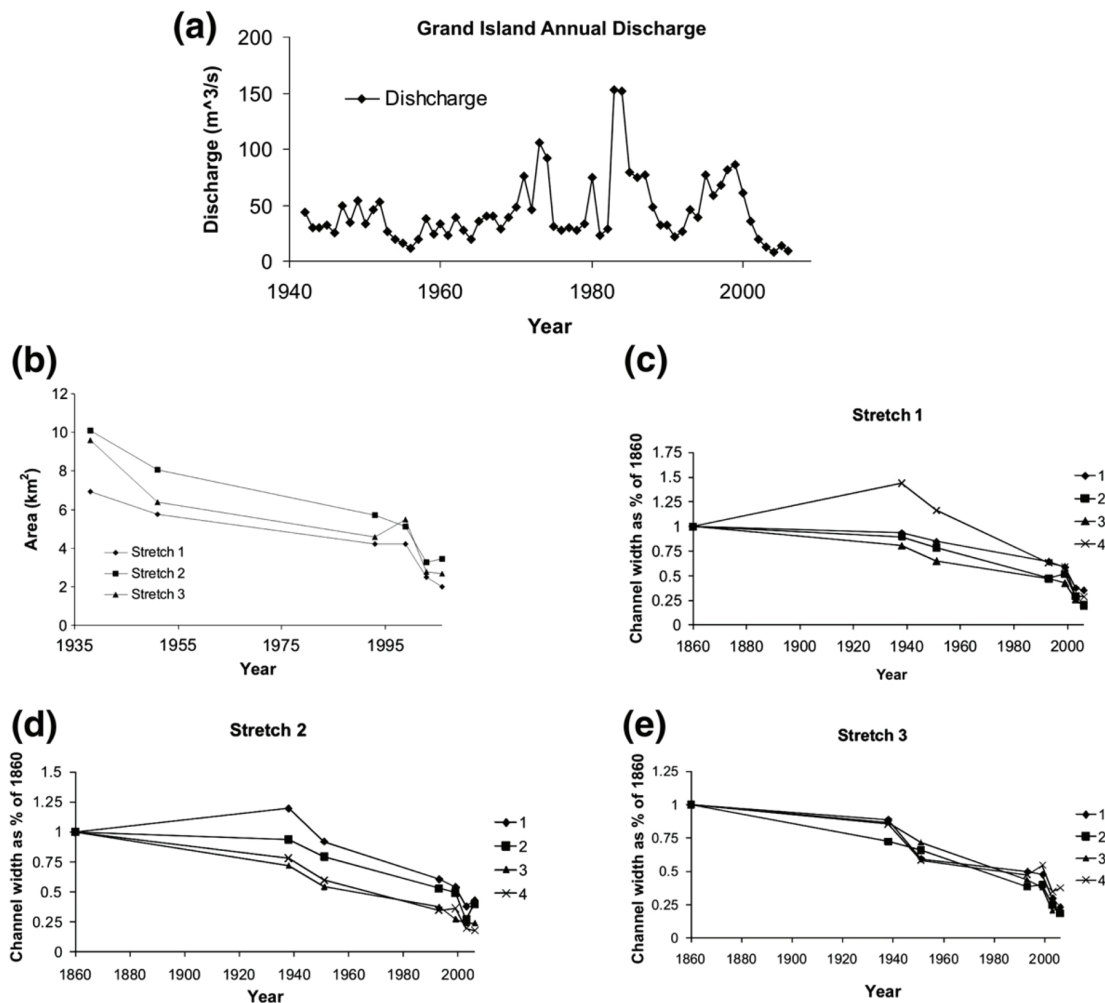 (a)
Grand Island Annual Discharge
200
150
100
50
0
Discharge (m^3/s)
Dishcharge
1940 1960 1980 2000
Year
(b)
12
10
8
6
4
2
0
Area (km²)
Stretch 1
Stretch 2
Stretch 3
1935 1955 1975 1995
Year
(c)
Stretch 1
1.75
1.5
1.25
1
0.75
0.5
0.25
0
Channel width as % of 1860
1
2
3
4
1860 1880 1900 1920 1940 1960 1980 2000
Year
(d)
Stretch 2
1.5
1.25
1
0.75
0.5
0.25
0
Channel width as % of 1860
1
2
3
4
1860 1880 1900 1920 1940 1960 1980 2000
Year
(e)
Stretch 3
1.25
1
0.75
0.5
0.25
0
Channel width as % of 1860
1
2
3
4
1860 1880 1900 1920 1940 1960 1980 2000
Year